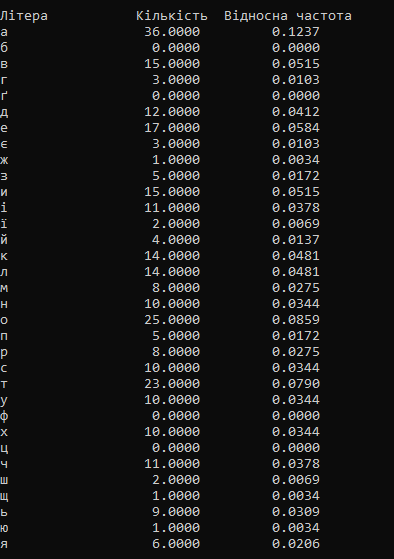 Літера Кількість Відносна частота
а 36.0000 0.1237
б 0.0000 0.0000
в 15.0000 0.0515
г 3.0000 0.0103
ґ 0.0000 0.0000
д 12.0000 0.0412
е 17.0000 0.0584
є 3.0000 0.0103
ж 1.0000 0.0034
з 5.0000 0.0172
и 15.0000 0.0515
і 11.0000 0.0378
ї 2.0000 0.0069
й 4.0000 0.0137
к 14.0000 0.0481
л 14.0000 0.0481
м 8.0000 0.0275
н 10.0000 0.0344
о 25.0000 0.0859
п 5.0000 0.0172
р 8.0000 0.0275
с 10.0000 0.0344
т 23.0000 0.0790
у 10.0000 0.0344
ф 0.0000 0.0000
х 10.0000 0.0344
ц 0.0000 0.0000
ч 11.0000 0.0378
ш 2.0000 0.0069
щ 1.0000 0.0034
ь 9.0000 0.0309
ю 1.0000 0.0034
я 6.0000 0.0206